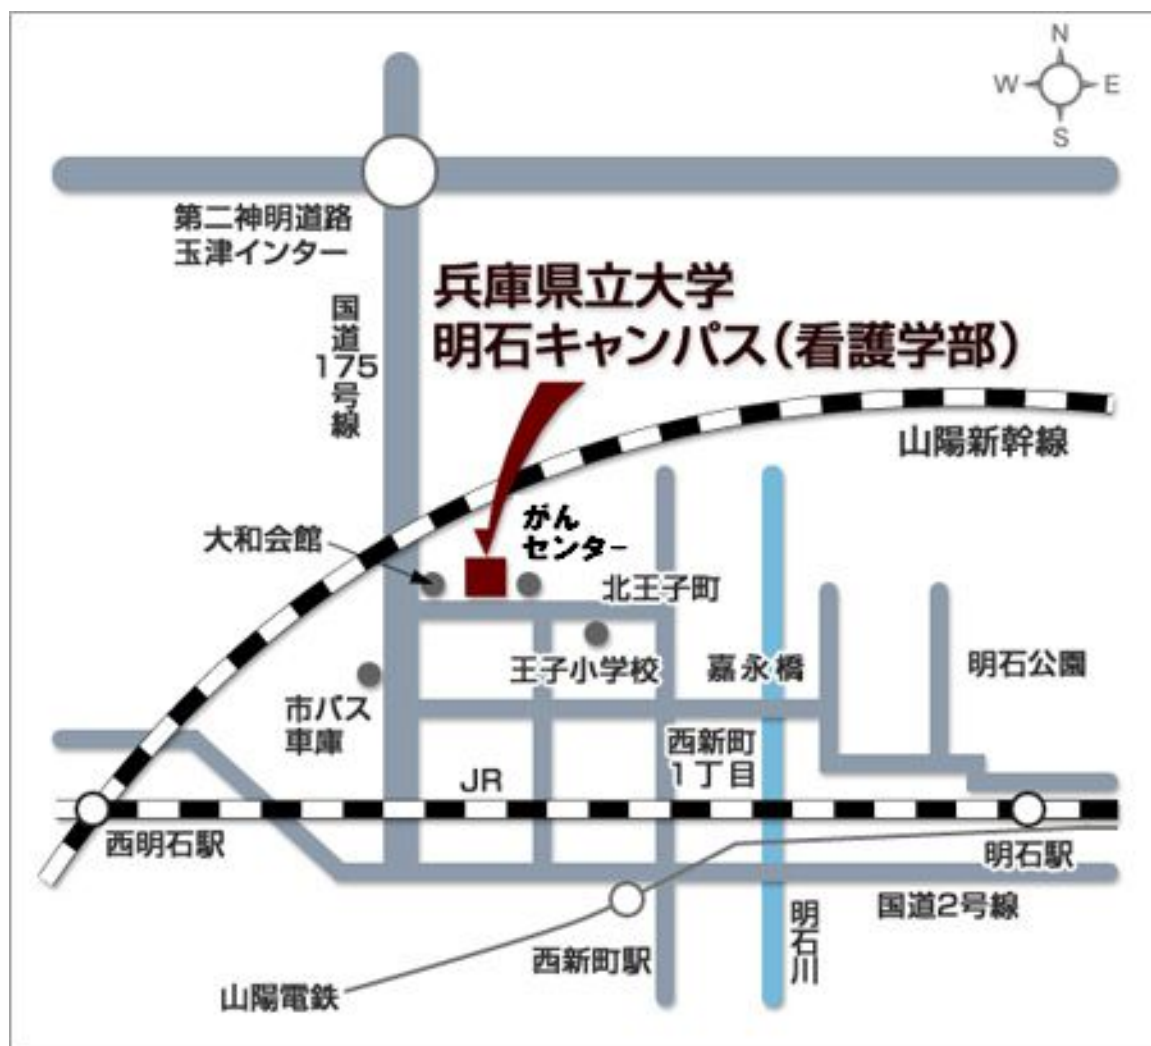 N
W E
S
第二神明道路
玉津インター
国道175号線
兵庫県立大学
明石キャンパス(看護学部)
山陽新幹線
大和会館
がん
センター
北王子町
王子小学校
嘉永橋
明石公園
市バス
車庫
西新町
1丁目
JR
西明石駅
明石駅
国道2号線
明石川
西新町駅
山陽電鉄